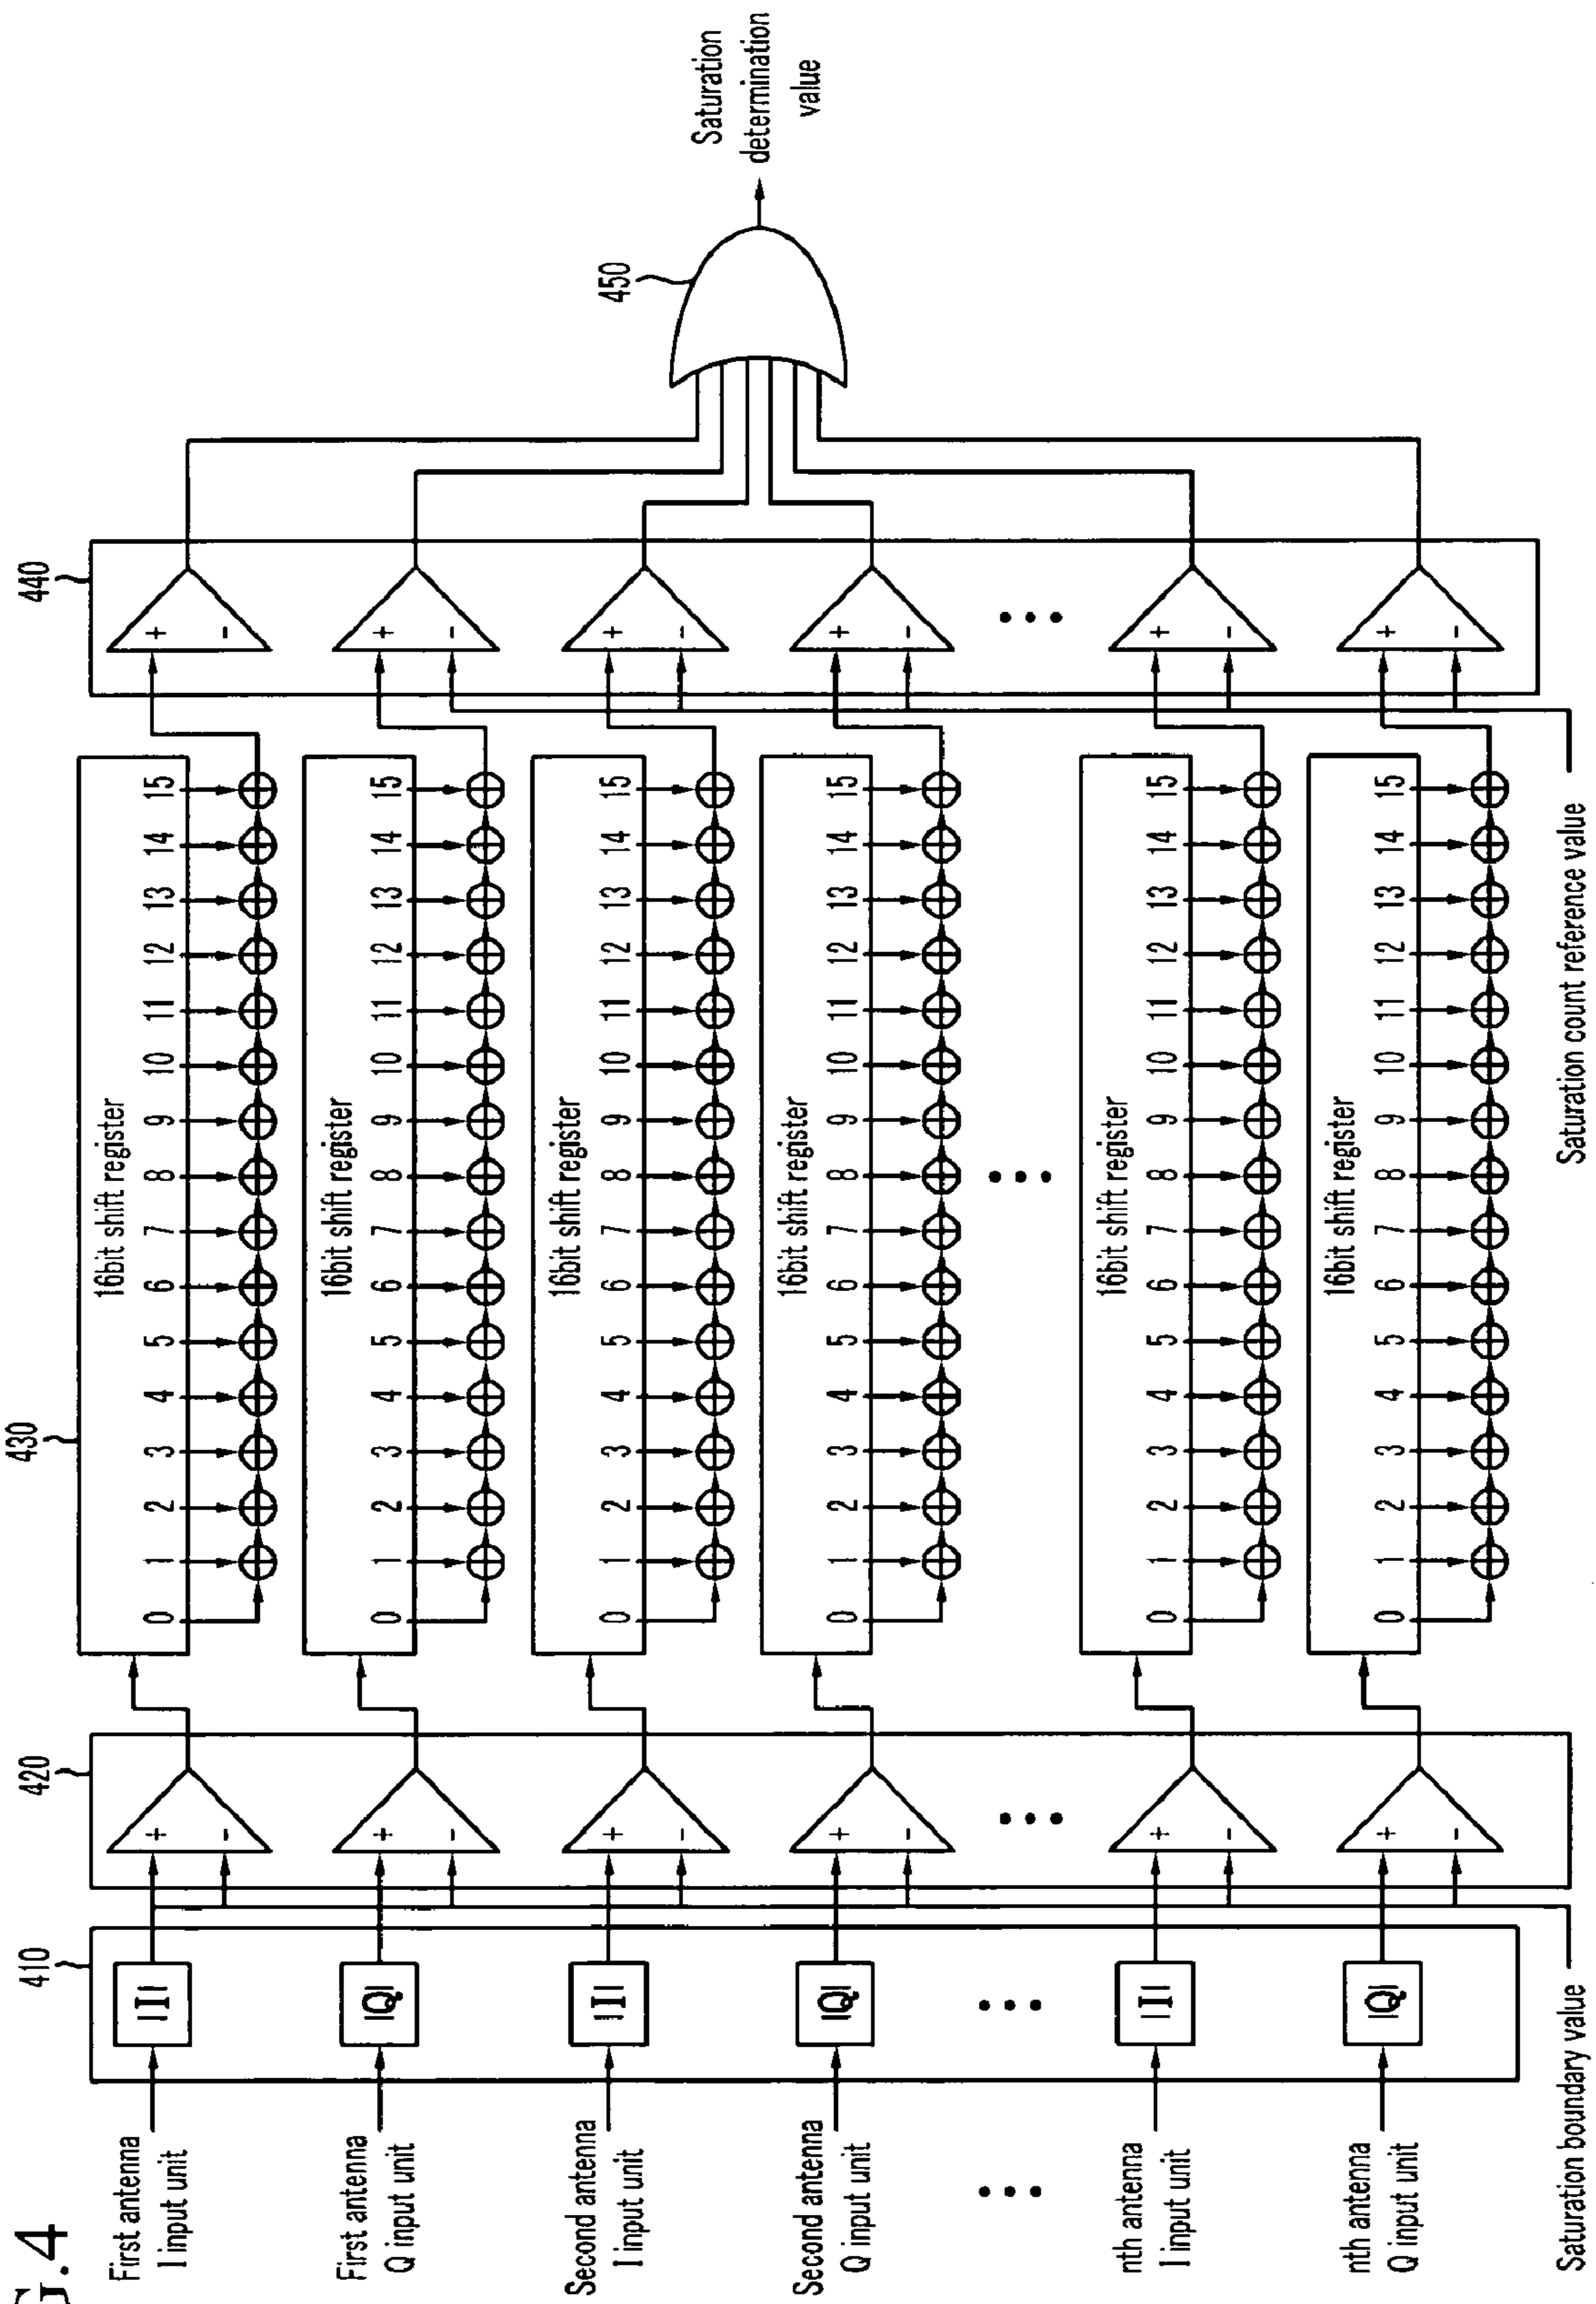 G.4
410
420
430
440
First antenna
I input unit
|I|
+
-
16bit shift register
0 1 2 3 4 5 6 7 8 9 10 11 12 13 14 15
+
-
First antenna
Q input unit
|Q|
+
-
16bit shift register
0 1 2 3 4 5 6 7 8 9 10 11 12 13 14 15
+
-
Second antenna
I input unit
|I|
+
-
16bit shift register
0 1 2 3 4 5 6 7 8 9 10 11 12 13 14 15
+
-
450
Saturation
determination
value
Second antenna
Q input unit
|Q|
+
-
16bit shift register
0 1 2 3 4 5 6 7 8 9 10 11 12 13 14 15
+
-
nth antenna
I input unit
|I|
+
-
16bit shift register
0 1 2 3 4 5 6 7 8 9 10 11 12 13 14 15
+
-
nth antenna
Q input unit
|Q|
+
-
16bit shift register
0 1 2 3 4 5 6 7 8 9 10 11 12 13 14 15
+
-
Saturation boundary value
Saturation count reference value